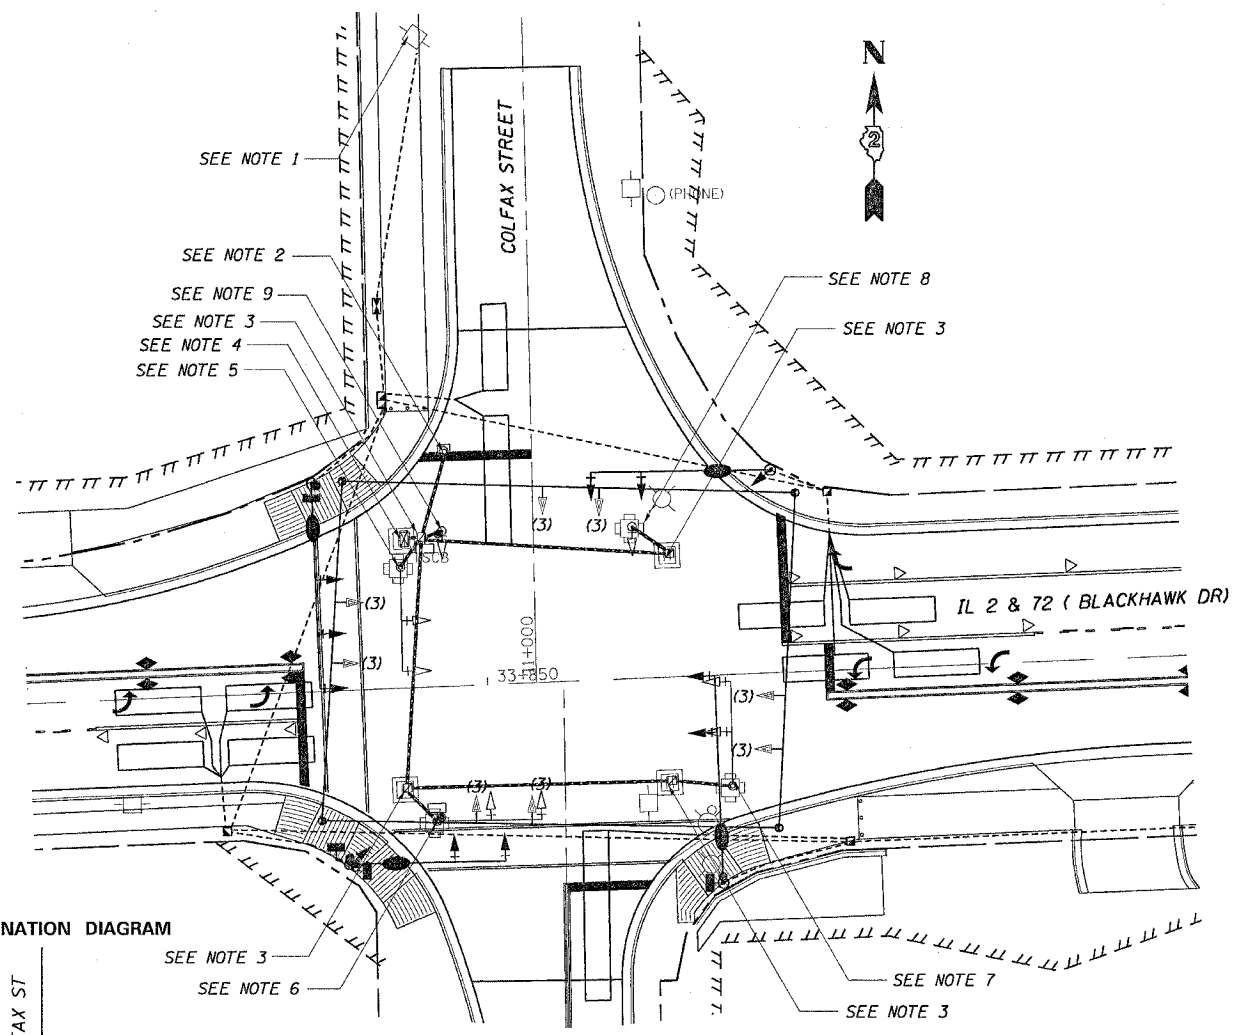 N
2
SEE NOTE 1
COLFAX STREET
(PHONE)
SEE NOTE 2
SEE NOTE 8
SEE NOTE 9
SEE NOTE 3
SEE NOTE 3
SEE NOTE 4
SEE NOTE 5
(3)
(3)
SCB
(3)
IL 2 & 72 ( BLACKHAWK DR)
11+000
(3)
33+850
(3)
(3)
(3)
(3)
NATION DIAGRAM
SEE NOTE 3
SEE NOTE 7
SEE NOTE 6
SEE NOTE 3
FAX ST